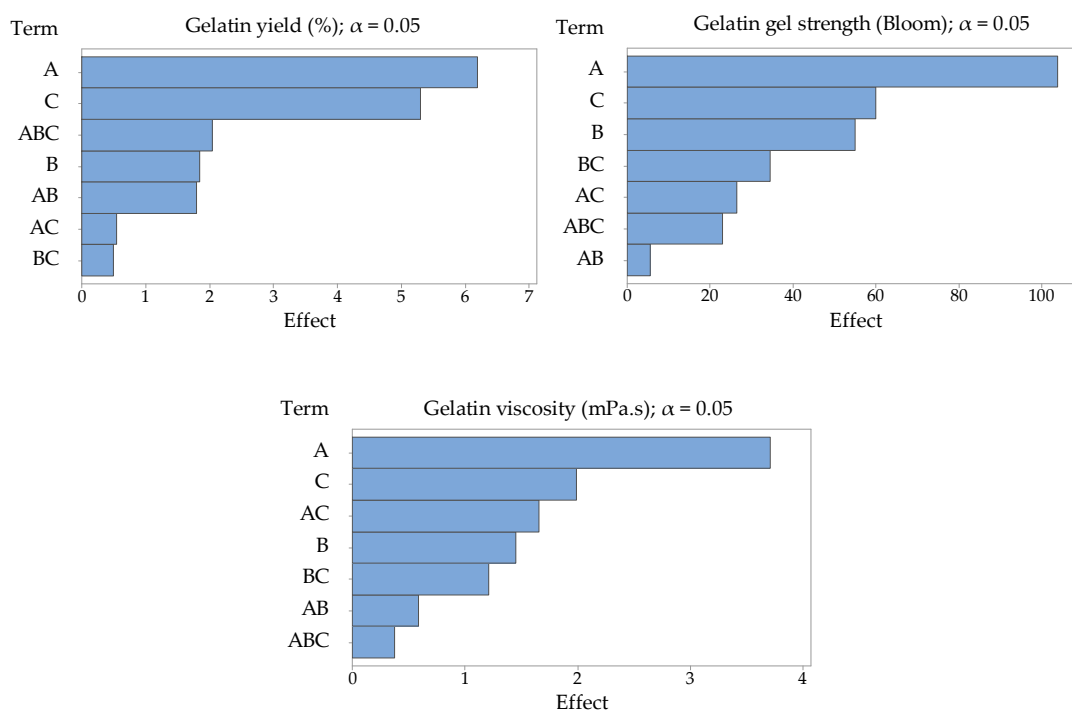 Term Gelatin yield (%); α = 0.05
A
C
ABC
B
AB
AC
BC
0 1 2 3 4 5 6 7
Effect
Term Gelatin gel strength (Bloom); α = 0.05
A
C
B
BC
AC
ABC
AB
0 20 40 60 80 100
Effect
Term Gelatin viscosity (mPa.s); α = 0.05
A
C
AC
B
BC
AB
ABC
0 1 2 3 4
Effect